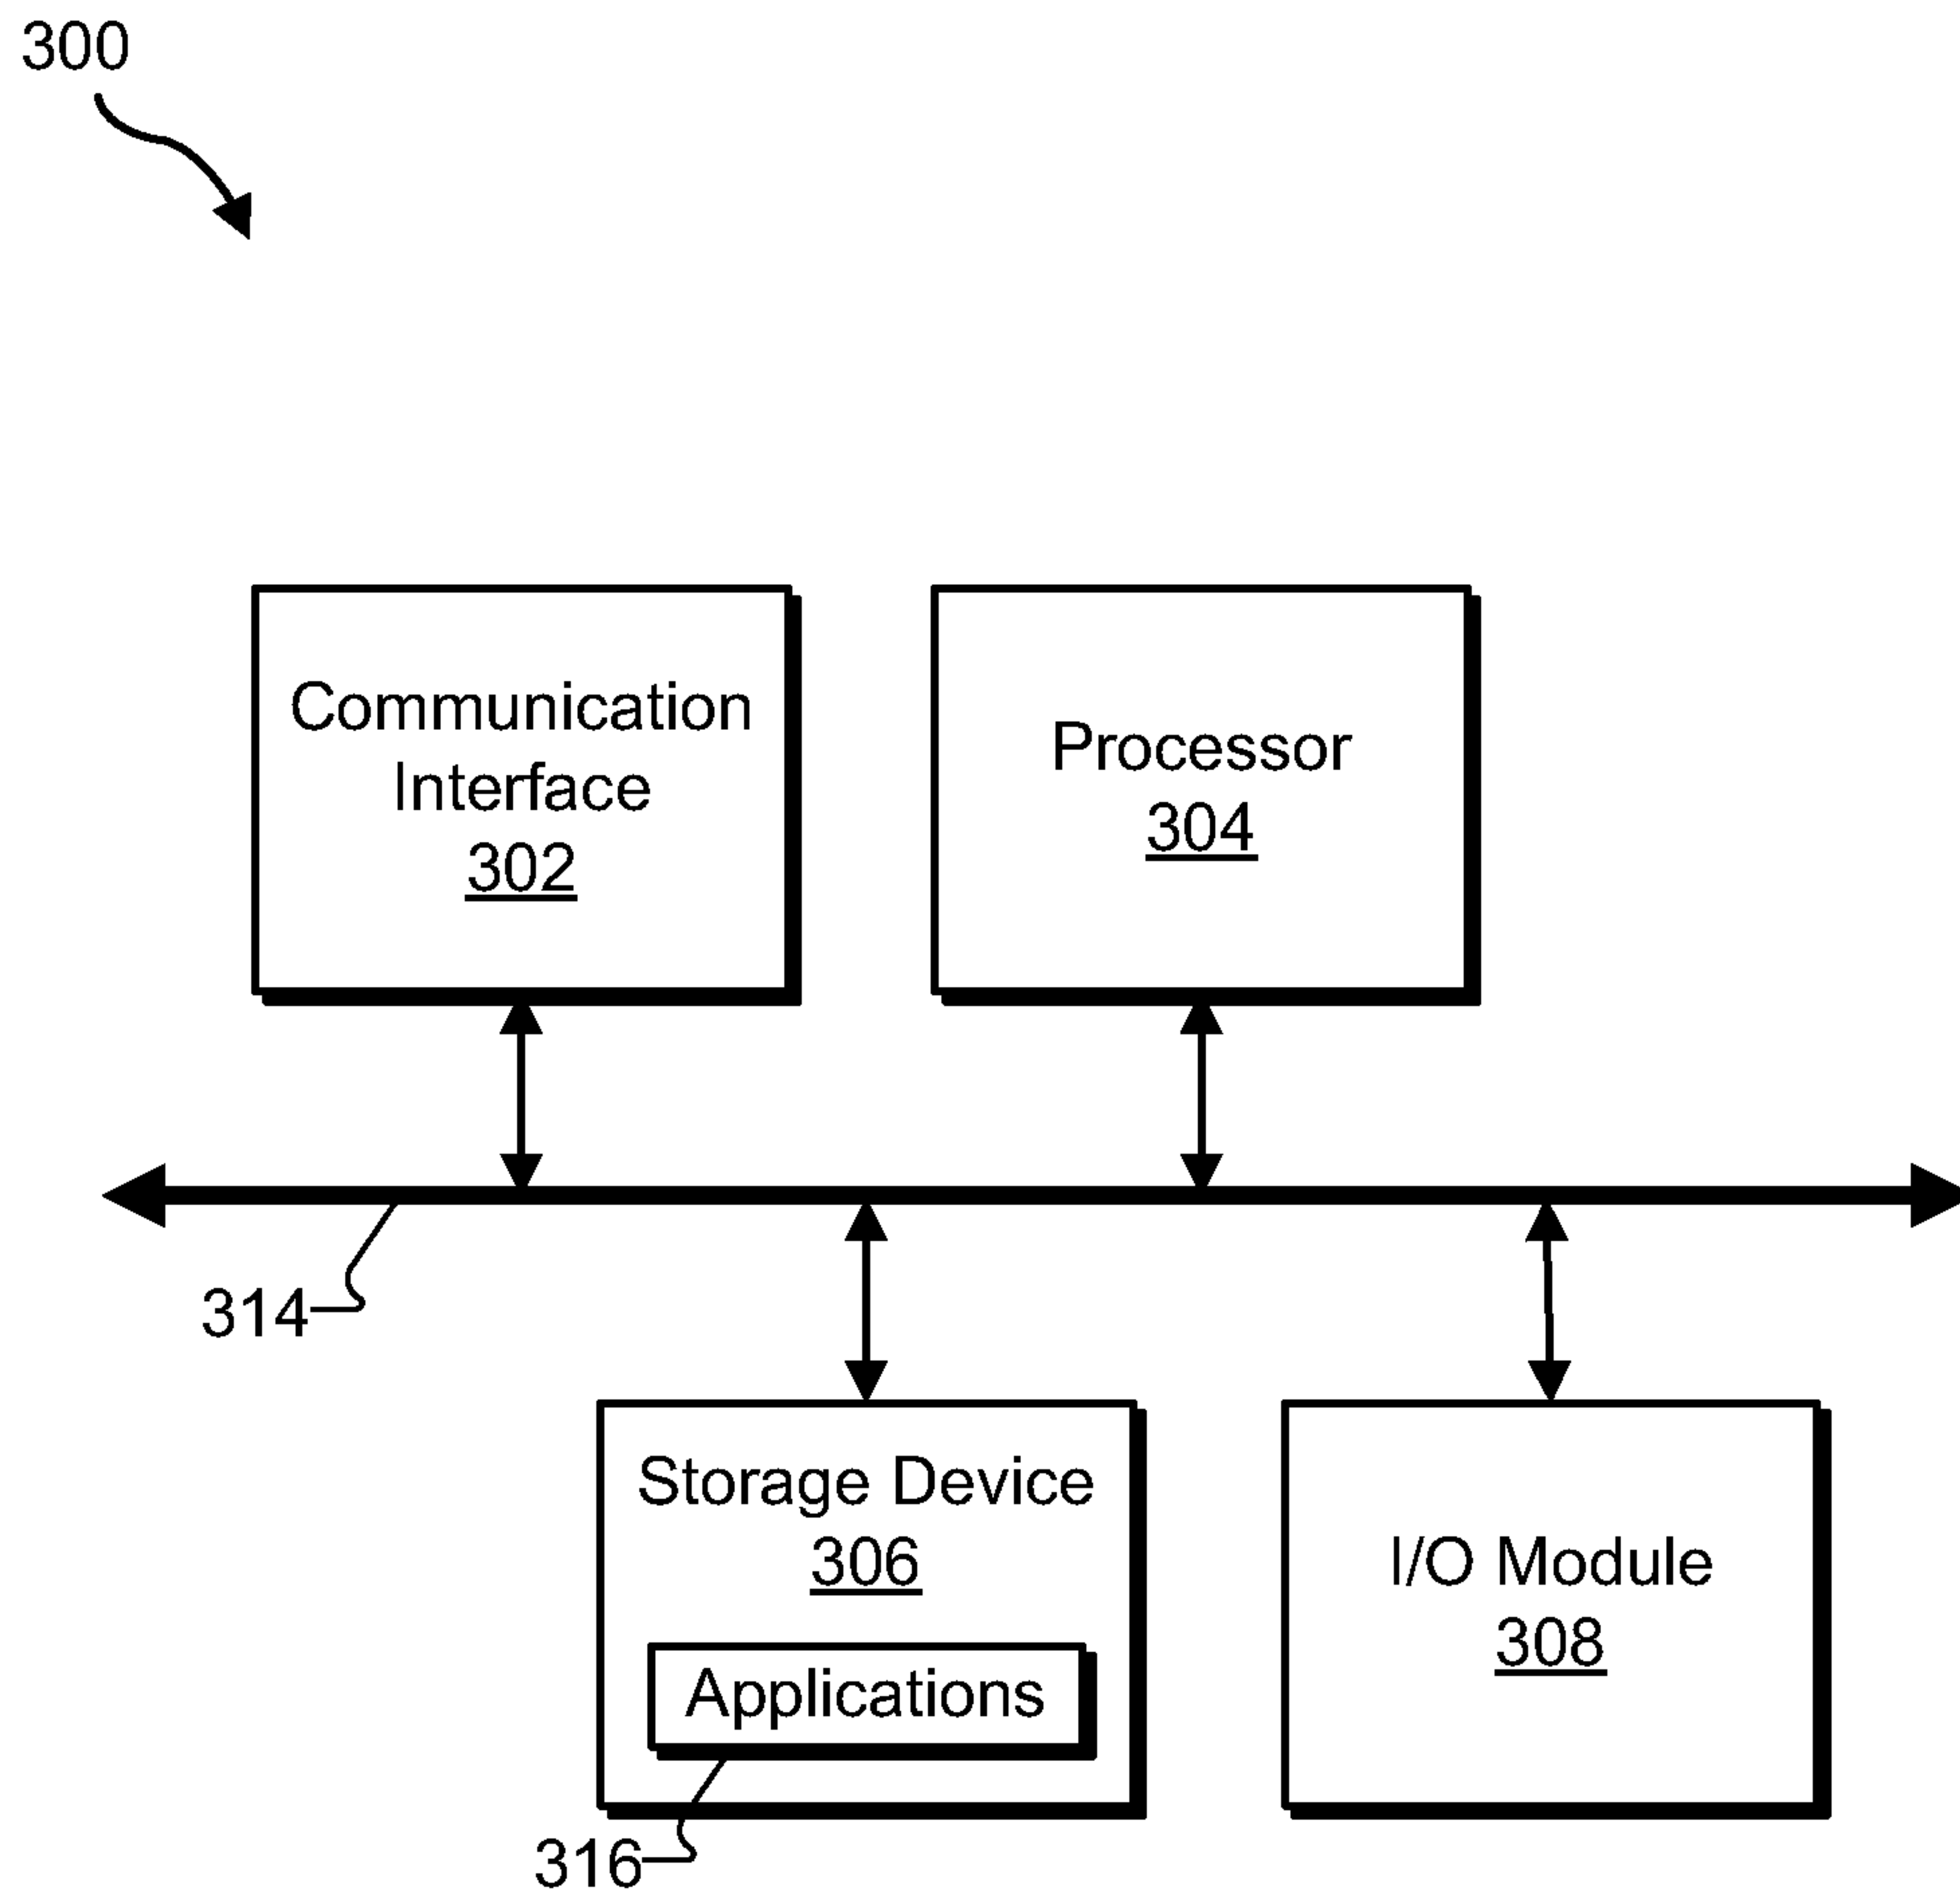 300
Communication
Interface
302
Processor
304
314
Storage Device
306
Applications
316
I/O Module
308